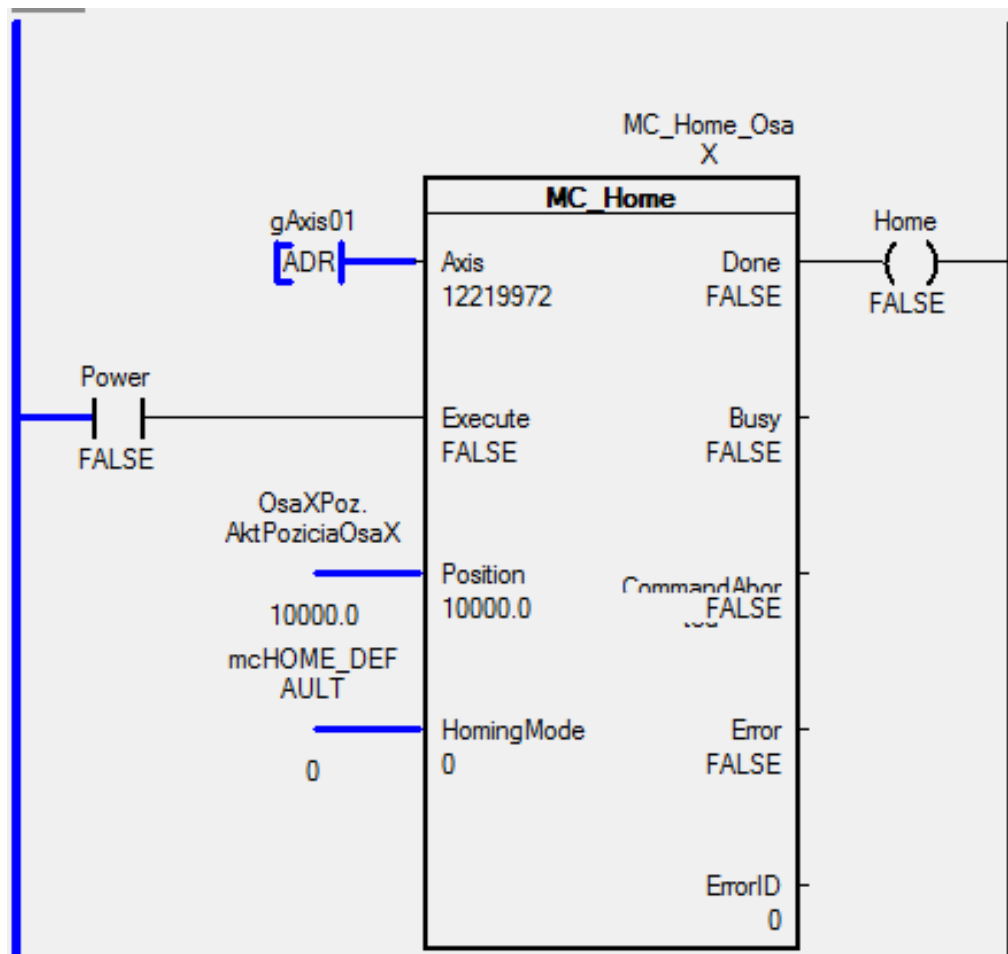 MC_Home_Osa
X
MC_Home
gAxis01
ADR
Axis
12219972
Done
FALSE
Home
FALSE
Power
FALSE
Execute
FALSE
Busy
FALSE
OsaXPoz.
AktPoziciaOsaX
10000.0
Position
10000.0
CommandAbor
FALSE
mcHOME_DEF
AULT
0
HomingMode
0
Error
FALSE
ErrorID
0